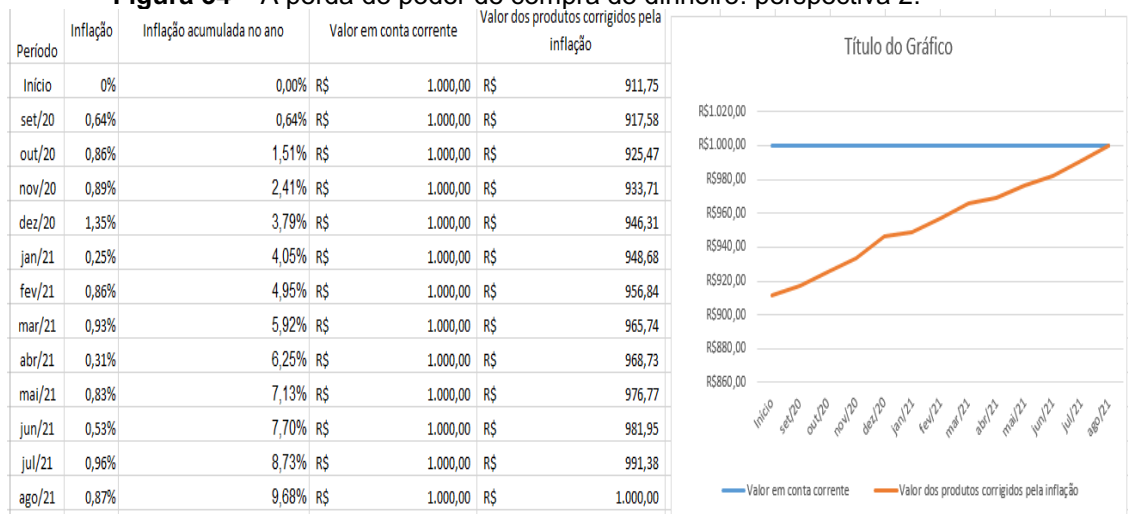 Figura 34 – A perda do poder de compra do dinheiro: perspectiva 2.
Período Inflação Inflação acumulada no ano Valor em conta corrente Valor dos produtos corrigidos pela inflação
Início 0% 0,00% R$ 1.000,00 R$ 911,75
set/20 0,64% 0,64% R$ 1.000,00 R$ 917,58
out/20 0,86% 1,51% R$ 1.000,00 R$ 925,47
nov/20 0,89% 2,41% R$ 1.000,00 R$ 933,71
dez/20 1,35% 3,79% R$ 1.000,00 R$ 946,31
jan/21 0,25% 4,05% R$ 1.000,00 R$ 948,68
fev/21 0,86% 4,95% R$ 1.000,00 R$ 956,84
mar/21 0,93% 5,92% R$ 1.000,00 R$ 965,74
abr/21 0,31% 6,25% R$ 1.000,00 R$ 968,73
mai/21 0,83% 7,13% R$ 1.000,00 R$ 976,77
jun/21 0,53% 7,70% R$ 1.000,00 R$ 981,95
jul/21 0,96% 8,73% R$ 1.000,00 R$ 991,38
ago/21 0,87% 9,68% R$ 1.000,00 R$ 1.000,00
Título do Gráfico
R$1.020,00
R$1.000,00
R$980,00
R$960,00
R$940,00
R$920,00
R$900,00
R$880,00
R$860,00
Início set/20 out/20 nov/20 dez/20 jan/21 fev/21 mar/21 abr/21 mai/21 jun/21 jul/21 ago/21
Valor em conta corrente Valor dos produtos corrigidos pela inflação